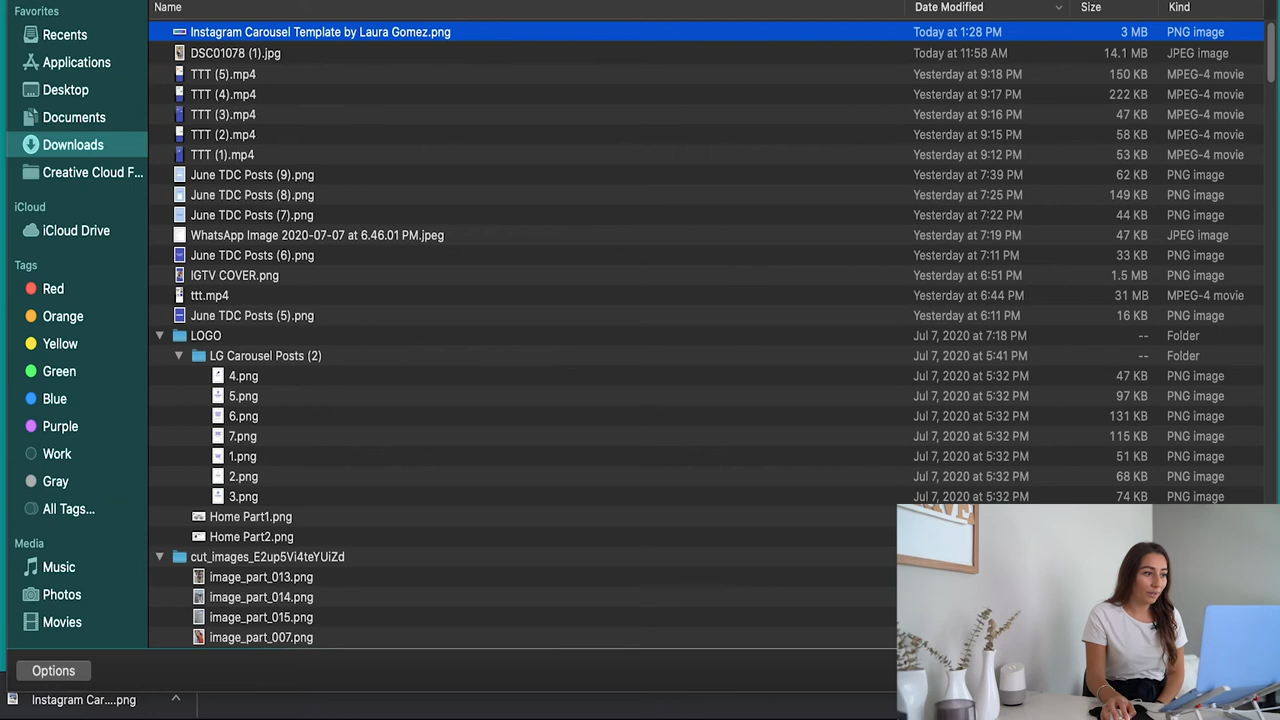 Favorites
Recents
Applications
Desktop
Documents
Downloads
Creative Cloud F...
iCloud
iCloud Drive
Tags
Red
Orange
Yellow
Green
Blue
Purple
Work
Gray
All Tags...
Media
Music
Photos
Movies
Name Date Modified Size Kind
Instagram Carousel Template by Laura Gomez.png Today at 1:28 PM 3 MB PNG image
DSC01078 (1).jpg Today at 11:58 AM 14.1 MB JPEG image
TTT (5).mp4 Yesterday at 9:18 PM 150 KB MPEG-4 movie
TTT (4).mp4 Yesterday at 9:17 PM 222 KB MPEG-4 movie
TTT (3).mp4 Yesterday at 9:16 PM 47 KB MPEG-4 movie
TTT (2).mp4 Yesterday at 9:15 PM 58 KB MPEG-4 movie
TTT (1).mp4 Yesterday at 9:12 PM 53 KB MPEG-4 movie
June TDC Posts (9).png Yesterday at 7:39 PM 62 KB PNG image
June TDC Posts (8).png Yesterday at 7:25 PM 149 KB PNG image
June TDC Posts (7).png Yesterday at 7:22 PM 44 KB PNG image
WhatsApp Image 2020-07-07 at 6.46.01 PM.jpeg Yesterday at 7:19 PM 47 KB JPEG image
June TDC Posts (6).png Yesterday at 7:11 PM 33 KB PNG image
IGTV COVER.png Yesterday at 6:51 PM 1.5 MB PNG image
ttt.mp4 Yesterday at 6:44 PM 31 MB MPEG-4 movie
June TDC Posts (5).png Yesterday at 6:11 PM 16 KB PNG image
LOGO Jul 7, 2020 at 7:18 PM -- Folder
LG Carousel Posts (2) Jul 7, 2020 at 5:41 PM -- Folder
4.png Jul 7, 2020 at 5:32 PM 47 KB PNG image
5.png Jul 7, 2020 at 5:32 PM 97 KB PNG image
6.png Jul 7, 2020 at 5:32 PM 131 KB PNG image
7.png Jul 7, 2020 at 5:32 PM 115 KB PNG image
1.png Jul 7, 2020 at 5:32 PM 51 KB PNG image
2.png Jul 7, 2020 at 5:32 PM 68 KB PNG image
3.png Jul 7, 2020 at 5:32 PM 74 KB PNG image
Home Part1.png
Home Part2.png
cut_images_E2up5Vi4teYUiZd
image_part_013.png
image_part_014.png
image_part_015.png
image_part_007.png
Options
Instagram Car....png